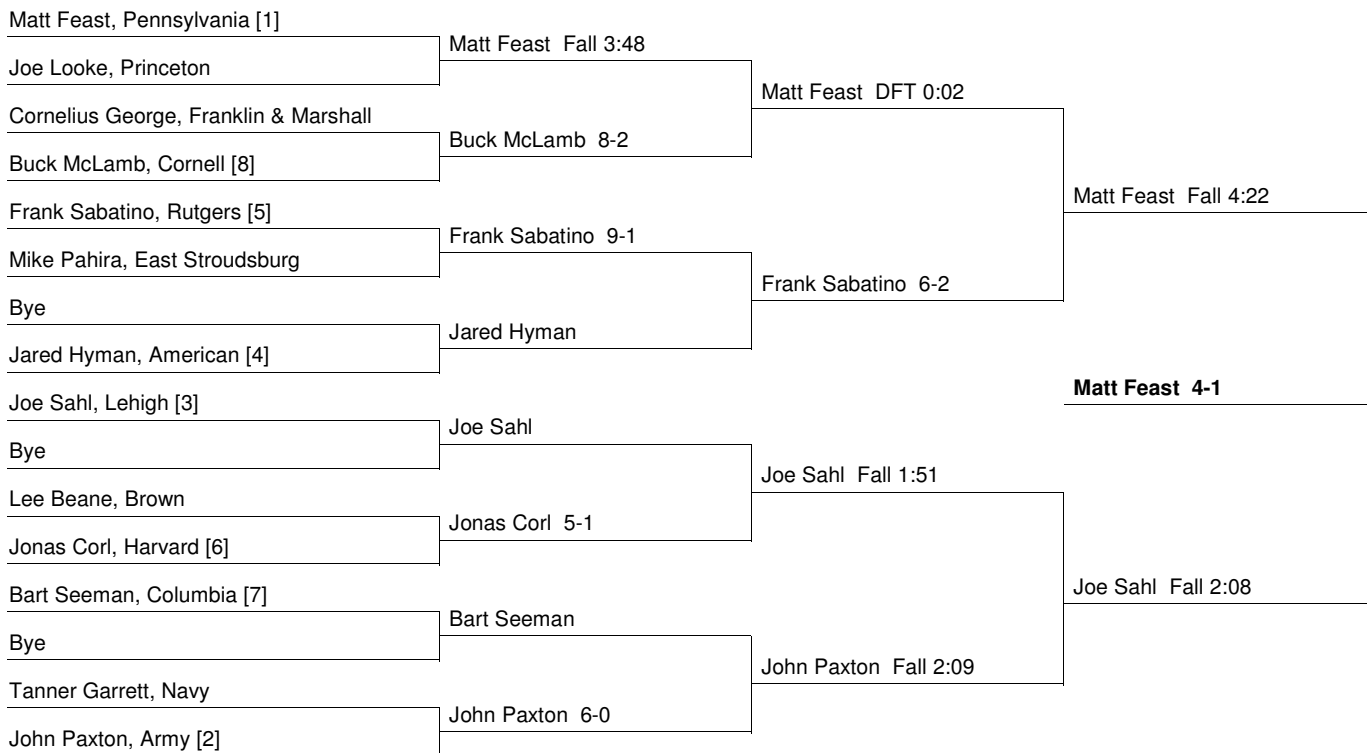 Matt Feast, Pennsylvania [1]
Joe Looke, Princeton
Cornelius George, Franklin & Marshall
Buck McLamb, Cornell [8]
Frank Sabatino, Rutgers [5]
Mike Pahira, East Stroudsburg
Bye
Jared Hyman, American [4]
Joe Sahl, Lehigh [3]
Bye
Lee Beane, Brown
Jonas Corl, Harvard [6]
Bart Seeman, Columbia [7]
Bye
Tanner Garrett, Navy
John Paxton, Army [2]
Matt Feast Fall 3:48
Buck McLamb 8-2
Frank Sabatino 9-1
Jared Hyman
Joe Sahl
Jonas Corl 5-1
Bart Seeman
John Paxton 6-0
Matt Feast DFT 0:02
Frank Sabatino 6-2
Joe Sahl Fall 1:51
John Paxton Fall 2:09
Matt Feast Fall 4:22
Joe Sahl Fall 2:08
Matt Feast 4-1